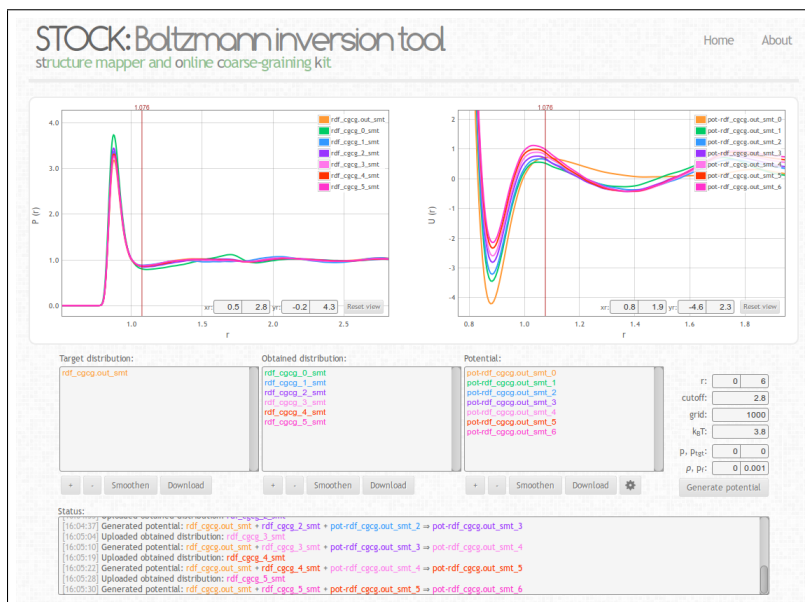 STOCK: Boltzmann inversion tool
structure mapper and online coarse-graining kit
Home About
1.076
4.0
3.0
2.0
1.0
0.0
P (r)
1.0 1.5 2.0 2.5
r
rdf_cgcg.out_smt
rdf_cgcg_0_smt
rdf_cgcg_1_smt
rdf_cgcg_2_smt
rdf_cgcg_3_smt
rdf_cgcg_4_smt
rdf_cgcg_5_smt
xr: 0.5 2.8 yr: -0.2 4.3 Reset view
1.076
2
1
0
-1
-2
-3
-4
U (r)
0.8 1.0 1.2 1.4 1.6 1.8
r
pot-rdf_cgcg.out_smt_0
pot-rdf_cgcg.out_smt_1
pot-rdf_cgcg.out_smt_2
pot-rdf_cgcg.out_smt_3
pot-rdf_cgcg.out_smt_4
pot-rdf_cgcg.out_smt_5
pot-rdf_cgcg.out_smt_6
xr: 0.8 1.9 yr: -4.6 2.3 Reset view
Target distribution:
rdf_cgcg.out_smt
+ - Smoothen Download
Obtained distribution:
rdf_cgcg_0_smt
rdf_cgcg_1_smt
rdf_cgcg_2_smt
rdf_cgcg_3_smt
rdf_cgcg_4_smt
rdf_cgcg_5_smt
+ - Smoothen Download
Potential:
pot-rdf_cgcg.out_smt_0
pot-rdf_cgcg.out_smt_1
pot-rdf_cgcg.out_smt_2
pot-rdf_cgcg.out_smt_3
pot-rdf_cgcg.out_smt_4
pot-rdf_cgcg.out_smt_5
pot-rdf_cgcg.out_smt_6
+ - Smoothen Download
r: 0 6
cutoff: 2.8
grid: 1000
kBT: 3.8
p, ptgt: 0 0
ρ, ρf: 0 0.001
Generate potential
Status:
Uploaded obtained distribution:
[16:04:37] Generated potential: rdf_cgcg.out_smt + rdf_cgcg_2_smt + pot-rdf_cgcg.out_smt_2 ⇒ pot-rdf_cgcg.out_smt_3
[16:05:04] Uploaded obtained distribution: rdf_cgcg_3_smt
[16:05:10] Generated potential: rdf_cgcg.out_smt + rdf_cgcg_3_smt + pot-rdf_cgcg.out_smt_3 ⇒ pot-rdf_cgcg.out_smt_4
[16:05:19] Uploaded obtained distribution: rdf_cgcg_4_smt
[16:05:22] Generated potential: rdf_cgcg.out_smt + rdf_cgcg_4_smt + pot-rdf_cgcg.out_smt_4 ⇒ pot-rdf_cgcg.out_smt_5
[16:05:28] Uploaded obtained distribution: rdf_cgcg_5_smt
[16:05:30] Generated potential: rdf_cgcg.out_smt + rdf_cgcg_5_smt + pot-rdf_cgcg.out_smt_5 ⇒ pot-rdf_cgcg.out_smt_6